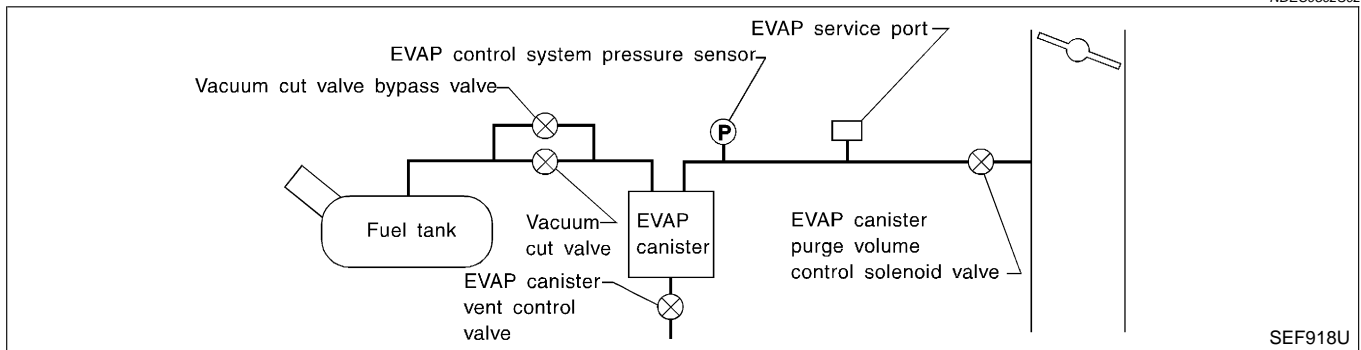 EVAP service port
EVAP control system pressure sensor
Vacuum cut valve bypass valve
P
Fuel tank
Vacuum
cut valve
EVAP
canister
EVAP canister
purge volume
control solenoid valve
EVAP canister
vent control
valve
SEF918U